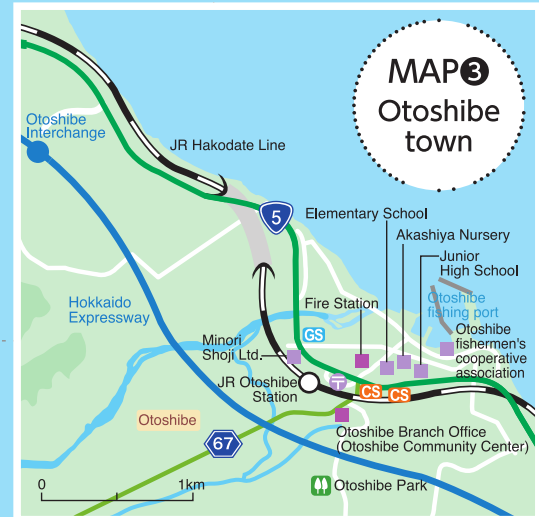 MAP❸
Otoshibe
town
Otoshibe
Interchange
JR Hakodate Line
5
Elementary School
Akashiya Nursery
Junior
High School
Hokkaido
Expressway
Fire Station
Otoshibe
fishing port
GS
Minori
Shoji Ltd.
Otoshibe
fishermen's
cooperative
association
JR Otoshibe
Station
〒
CS
CS
Otoshibe
67
Otoshibe Branch Office
(Otoshibe Community Center)
0
1km
Otoshibe Park